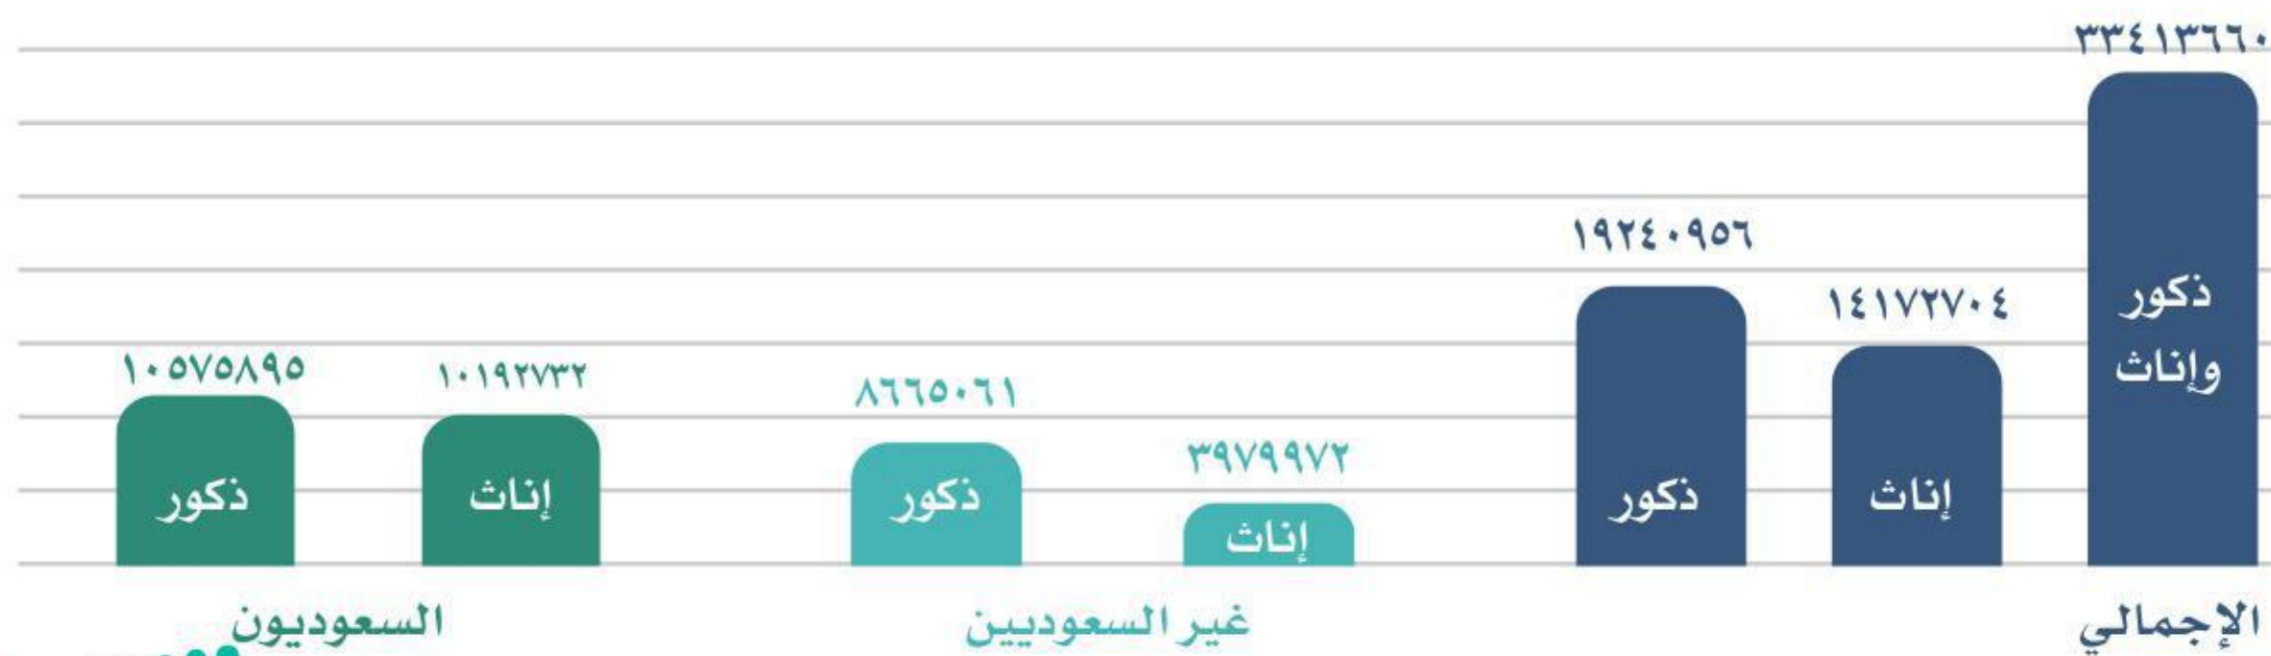 ٣٣٤١٣٦٦٠
ذكور
وإناث
١٤١٧٢٧٠٤
إناث
١٩٢٤٠٩٥٦
ذكور
الإجمالي
٣٩٧٩٩٧٢
إناث
٨٦٦٥٠٦١
ذكور
غير السعوديين
١٠١٩٢٧٣٢
إناث
١٠٥٧٥٨٩٥
ذكور
السعوديون